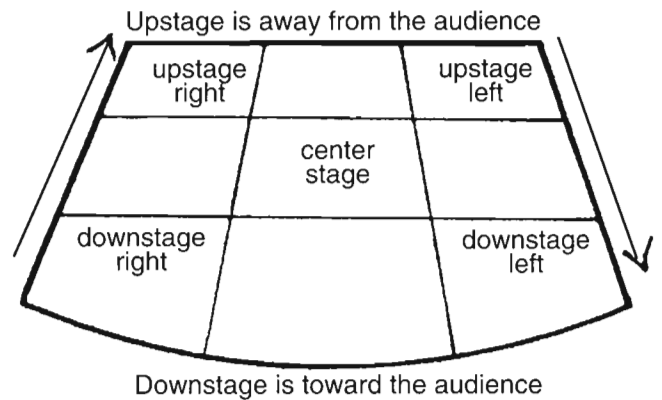 Upstage is away from the audience
upstage
right
upstage
left
center
stage
downstage
right
downstage
left
Downstage is toward the audience